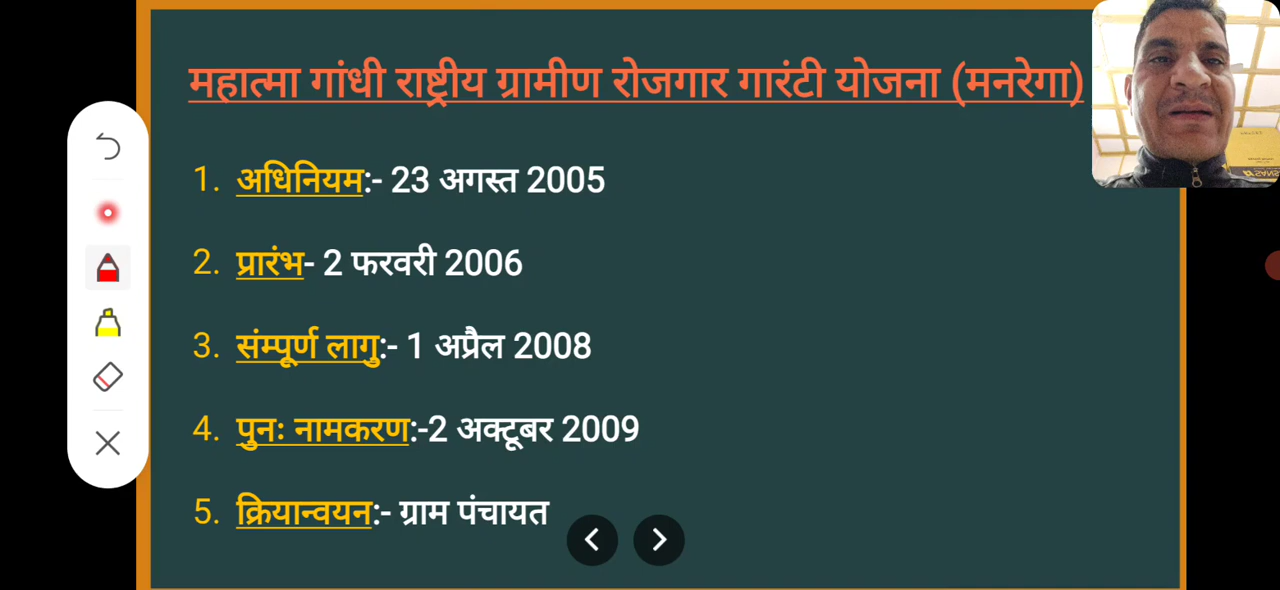 महात्मा गांधी राष्ट्रीय ग्रामीण रोजगार गारंटी योजना (मनरेगा)
1. अधिनियम:- 23 अगस्त 2005
2. प्रारंभ- 2 फरवरी 2006
3. संम्पूर्ण लागु:- 1 अप्रैल 2008
4. पुनः नामकरण:-2 अक्टूबर 2009
5. क्रियान्वयन:- ग्राम पंचायत